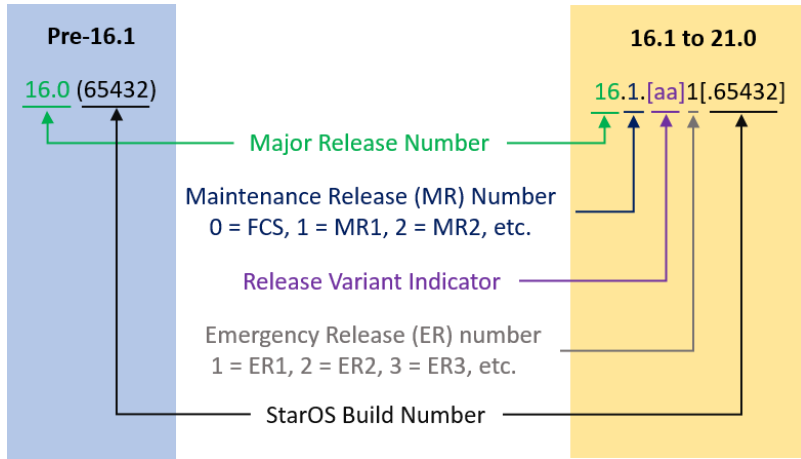 Pre-16.1
16.1 to 21.0
16.0 (65432)
16.1.[aa]1[.65432]
Major Release Number
Maintenance Release (MR) Number
0 = FCS, 1 = MR1, 2 = MR2, etc.
Release Variant Indicator
Emergency Release (ER) number
1 = ER1, 2 = ER2, 3 = ER3, etc.
StarOS Build Number